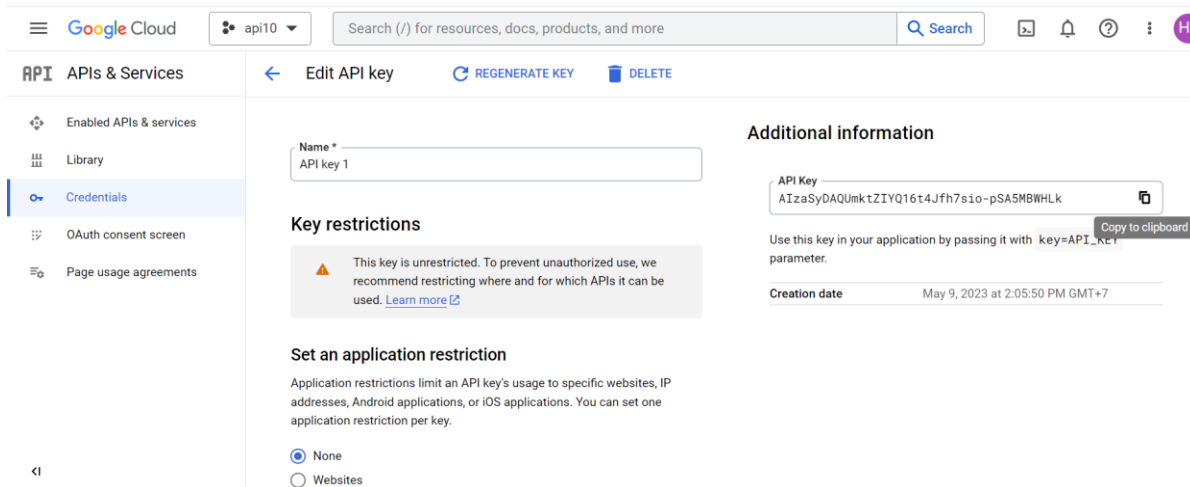 Google Cloud
api10
Search (/) for resources, docs, products, and more
Search
H
API APIs & Services
Edit API key
REGENERATE KEY
DELETE
Enabled APIs & services
Library
Credentials
OAuth consent screen
Page usage agreements
Name *
API key 1
Key restrictions
This key is unrestricted. To prevent unauthorized use, we
recommend restricting where and for which APIs it can be
used. Learn more
Set an application restriction
Application restrictions limit an API key's usage to specific websites, IP
addresses, Android applications, or iOS applications. You can set one
application restriction per key.
None
Websites
Additional information
API Key
AIzaSyDAQUmktZIYQ16t4Jfh7sio-pSA5MBWHLk
Copy to clipboard
Use this key in your application by passing it with key=API_KEY
parameter.
Creation date May 9, 2023 at 2:05:50 PM GMT+7